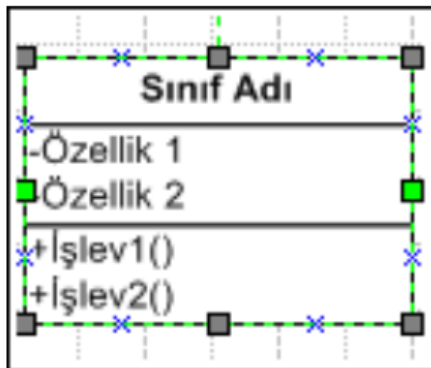 Sınıf Adı
-Özellik 1
-Özellik 2
+İşlev1()
+İşlev2()